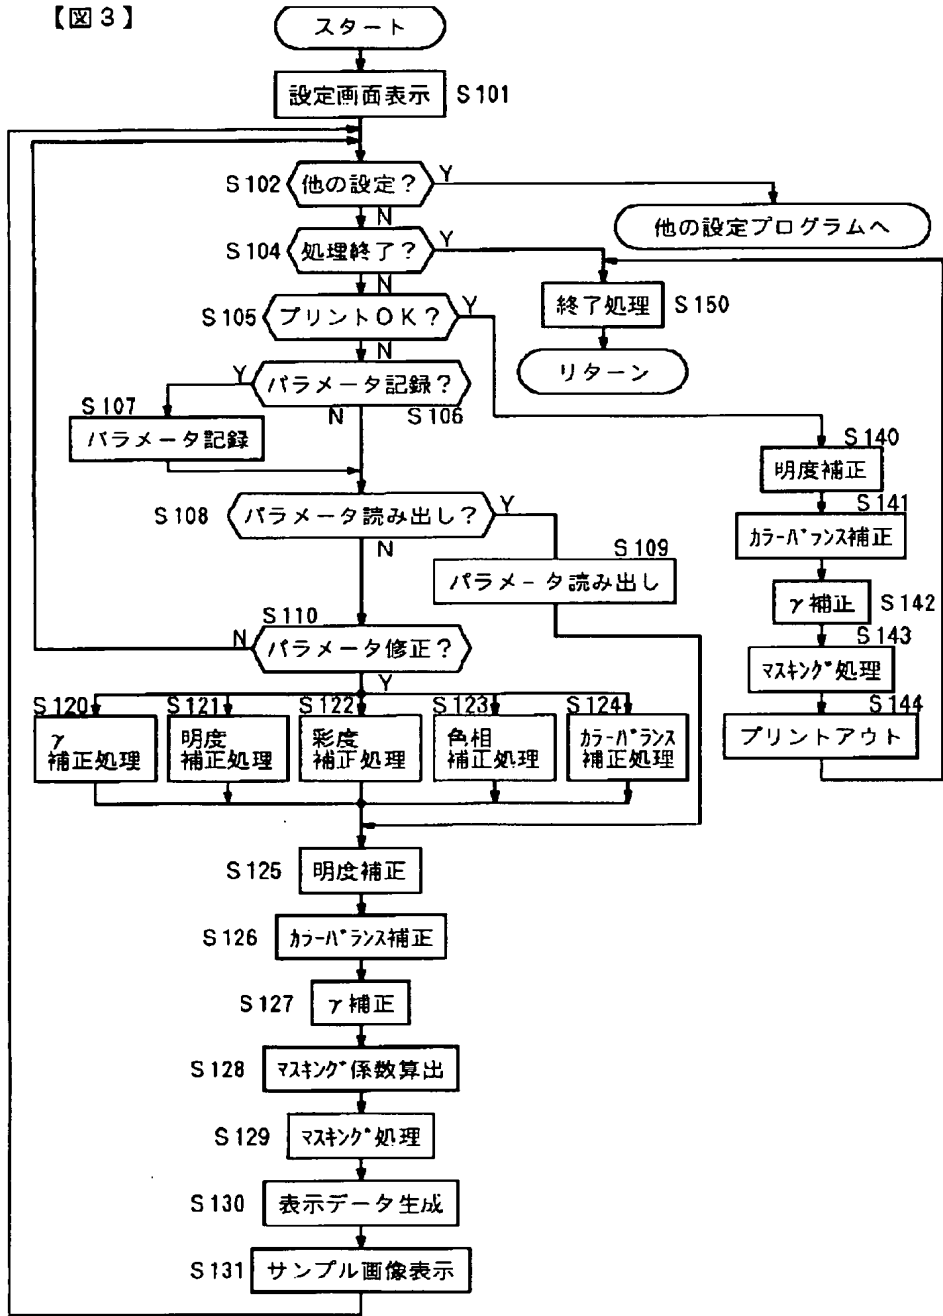 【図3】
スタート
設定画面表示 S101
S102 他の設定? Y
N
他の設定プログラムへ
S104 処理終了? Y
N
終了処理 S150
リターン
S105 プリントOK? Y
N
Y パラメータ記録?
N S106
S107
パラメータ記録
S108 パラメータ読み出し? Y
N
S109
パラメータ読み出し
S110
N パラメータ修正?
Y
S140
明度補正
S141
カラーバランス補正
γ補正 S142
S143
マスキング処理
S144
プリントアウト
S120
γ
補正処理
S121
明度
補正処理
S122
彩度
補正処理
S123
色相
補正処理
S124
カラーバランス
補正処理
S125 明度補正
S126 カラーバランス補正
S127 γ補正
S128 マスキング係数算出
S129 マスキング処理
S130 表示データ生成
S131 サンプル画像表示